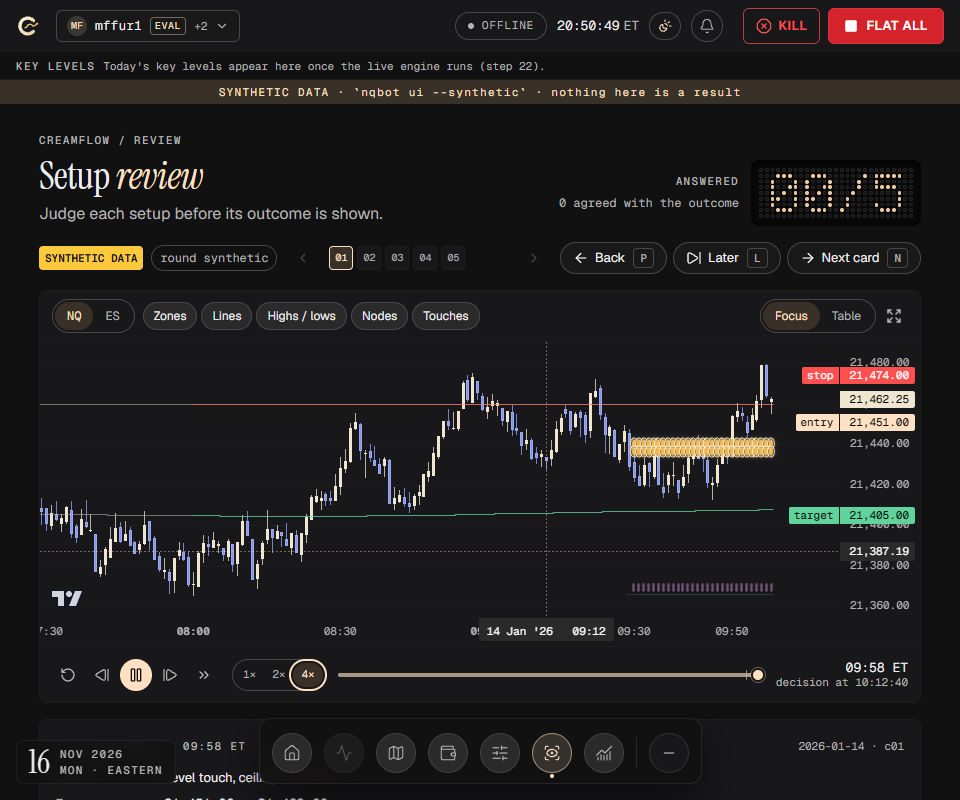 MF mffur1 EVAL +2
OFFLINE
20:50:49 ET
KILL
FLAT ALL
KEY LEVELS Today's key levels appear here once the live engine runs (step 22).
SYNTHETIC DATA · `nqbot ui --synthetic` · nothing here is a result
CREAMFLOW / REVIEW
Setup review
Judge each setup before its outcome is shown.
ANSWERED
0 agreed with the outcome
00/5
SYNTHETIC DATA
round synthetic
01 02 03 04 05
Back P
Later L
Next card N
NQ ES
Zones Lines Highs / lows Nodes Touches
Focus Table
21,480.00
stop 21,474.00
21,462.25
entry 21,451.00
21,440.00
21,420.00
target 21,405.00
21,400.00
21,387.19
21,380.00
21,360.00
7:30 08:00 08:30 14 Jan '26 09:12 09:30 09:50
1× 2× 4×
09:58 ET
decision at 10:12:40
09:58 ET
2026-01-14 · c01
16 NOV 2026
MON · EASTERN
evel touch, ceil